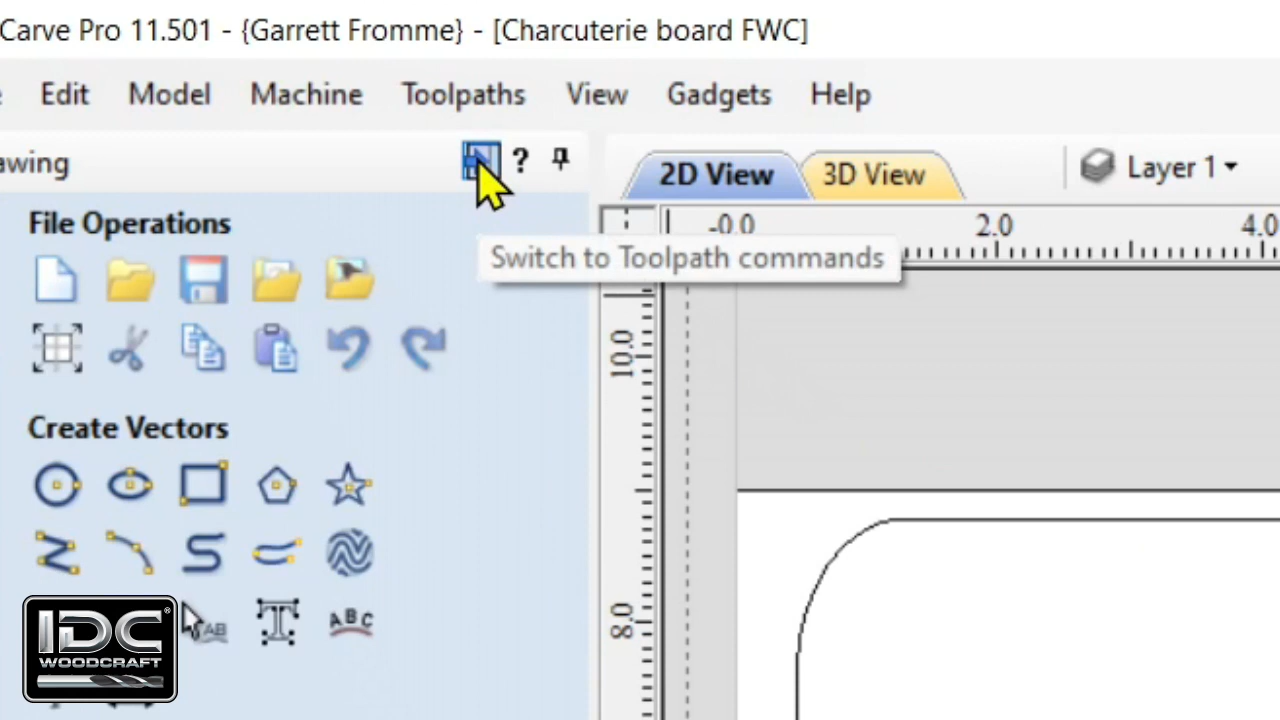 Carve Pro 11.501 - {Garrett Fromme} - [Charcuterie board FWC]
Edit Model Machine Toolpaths View Gadgets Help
awing ?
2D View 3D View Layer 1
File Operations
-0.0 2.0 4.0
Switch to Toolpath commands
10.0
Create Vectors
8.0
AB T ABC
IDC®
WOODCRAFT